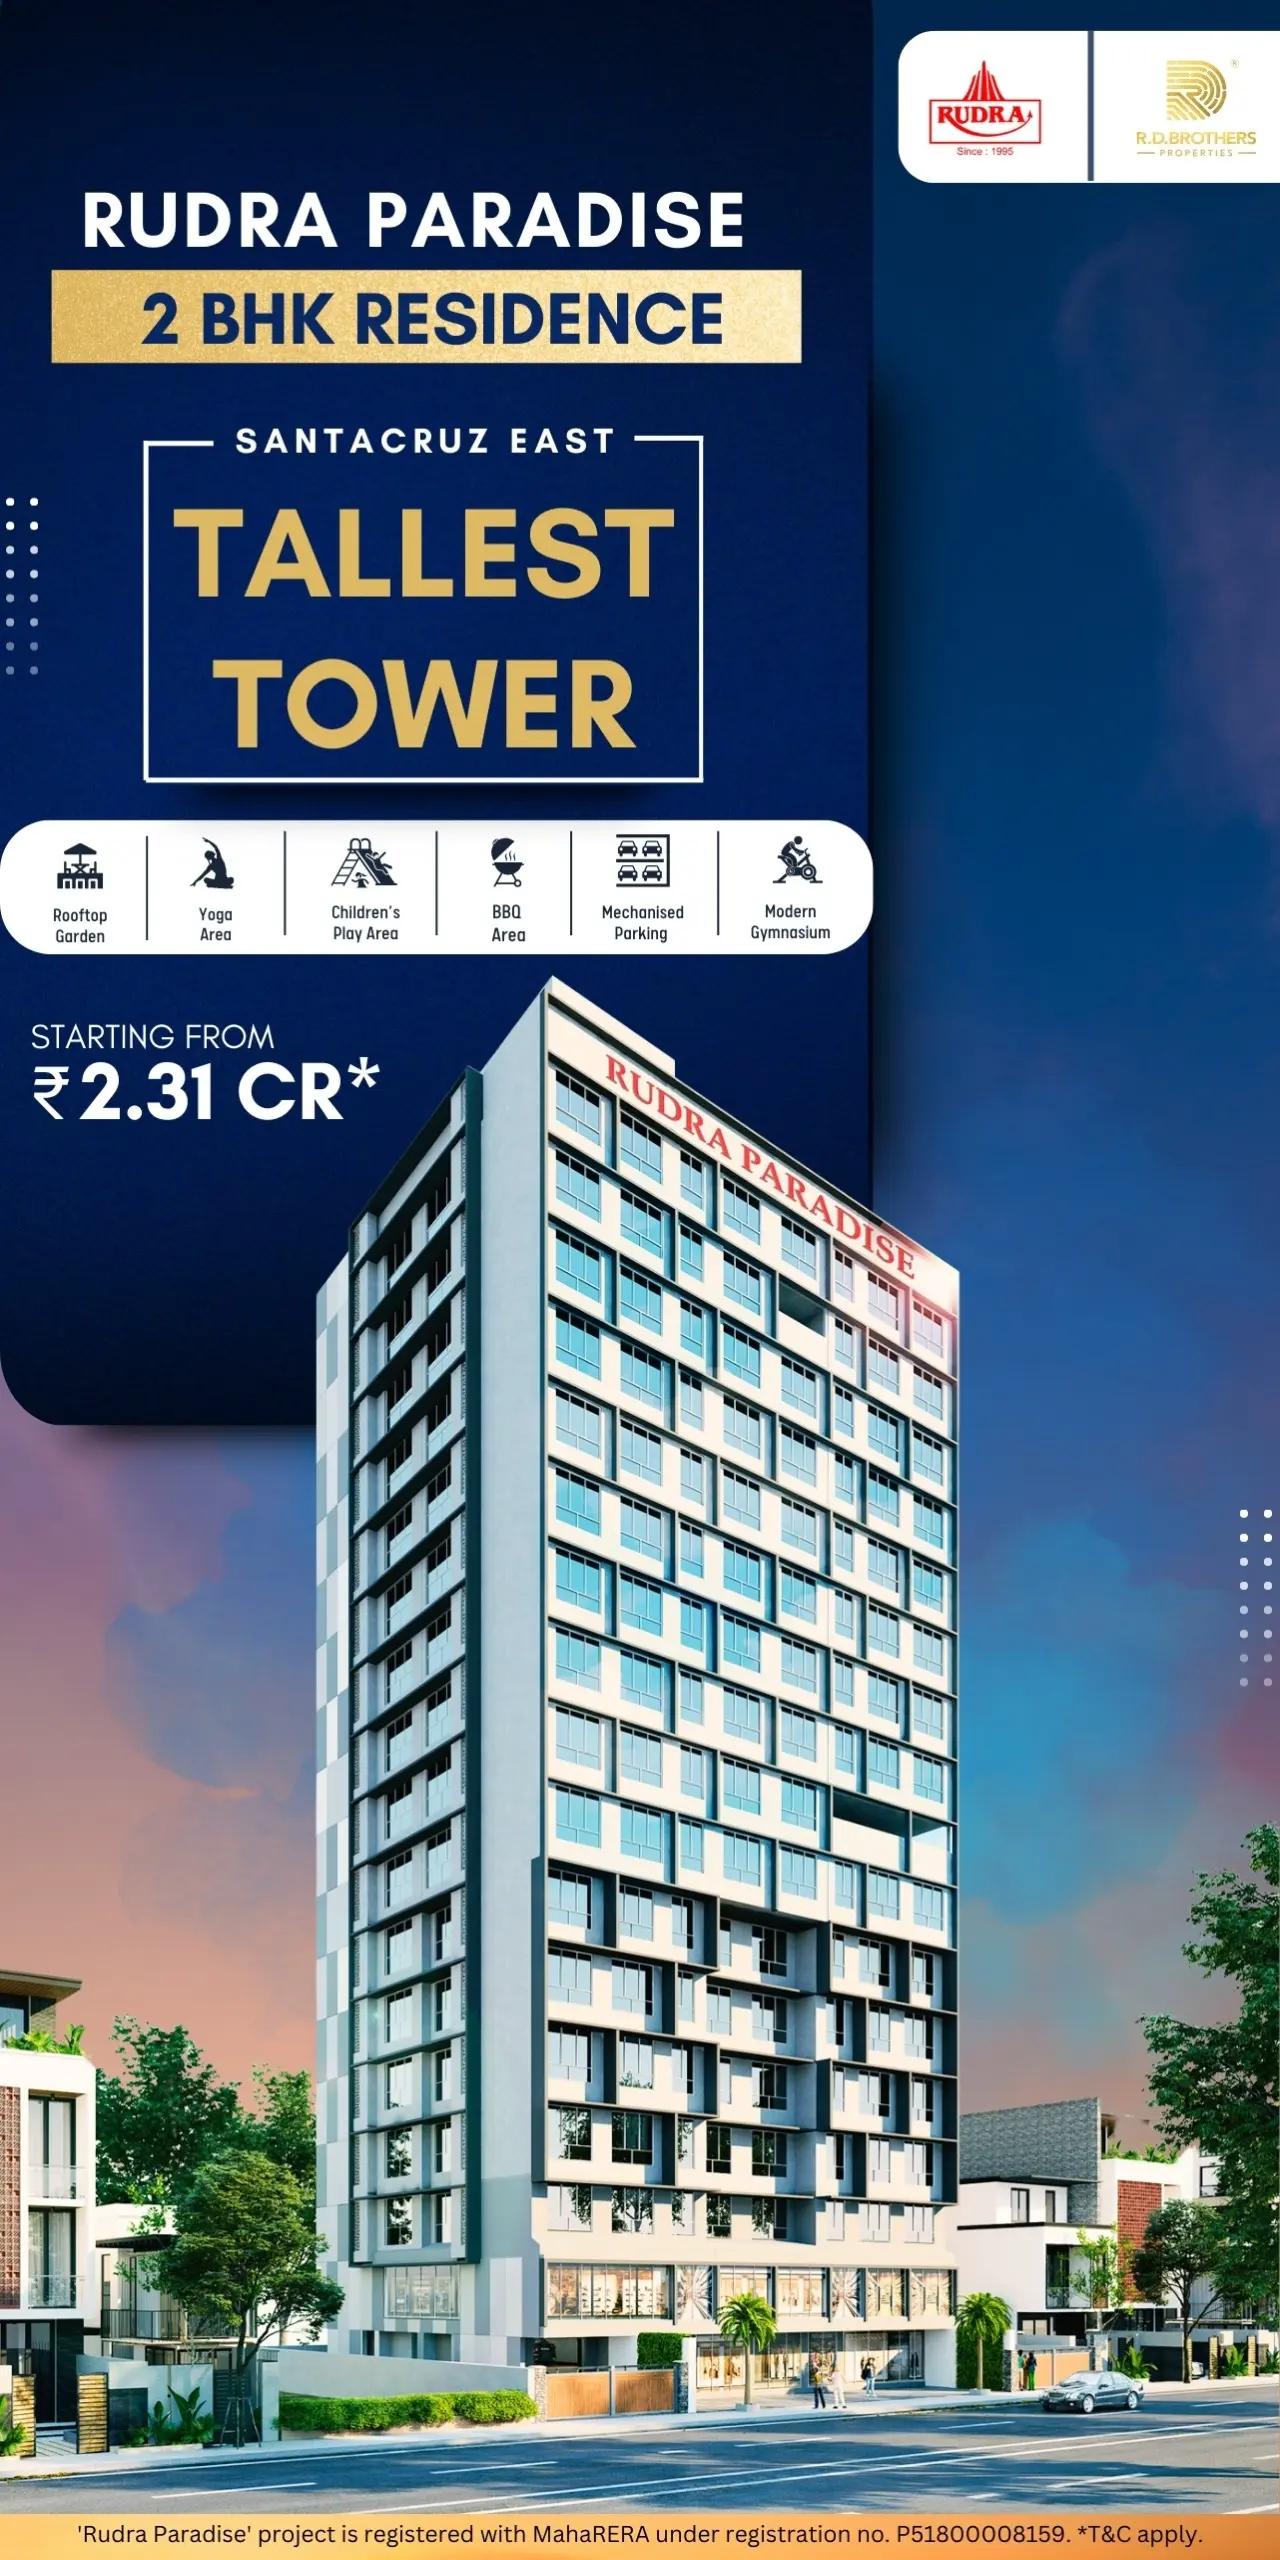 RUDRA
Since : 1995
®
R.D.BROTHERS
PROPERTIES
RUDRA PARADISE
2 BHK RESIDENCE
SANTACRUZ EAST
TALLEST
TOWER
Rooftop
Garden
Yoga
Area
Children's
Play Area
BBQ
Area
Mechanised
Parking
Modern
Gymnasium
STARTING FROM
₹2.31 CR*
RUDRA PARADISE
'Rudra Paradise' project is registered with MahaRERA under registration no. P51800008159. *T&C apply.